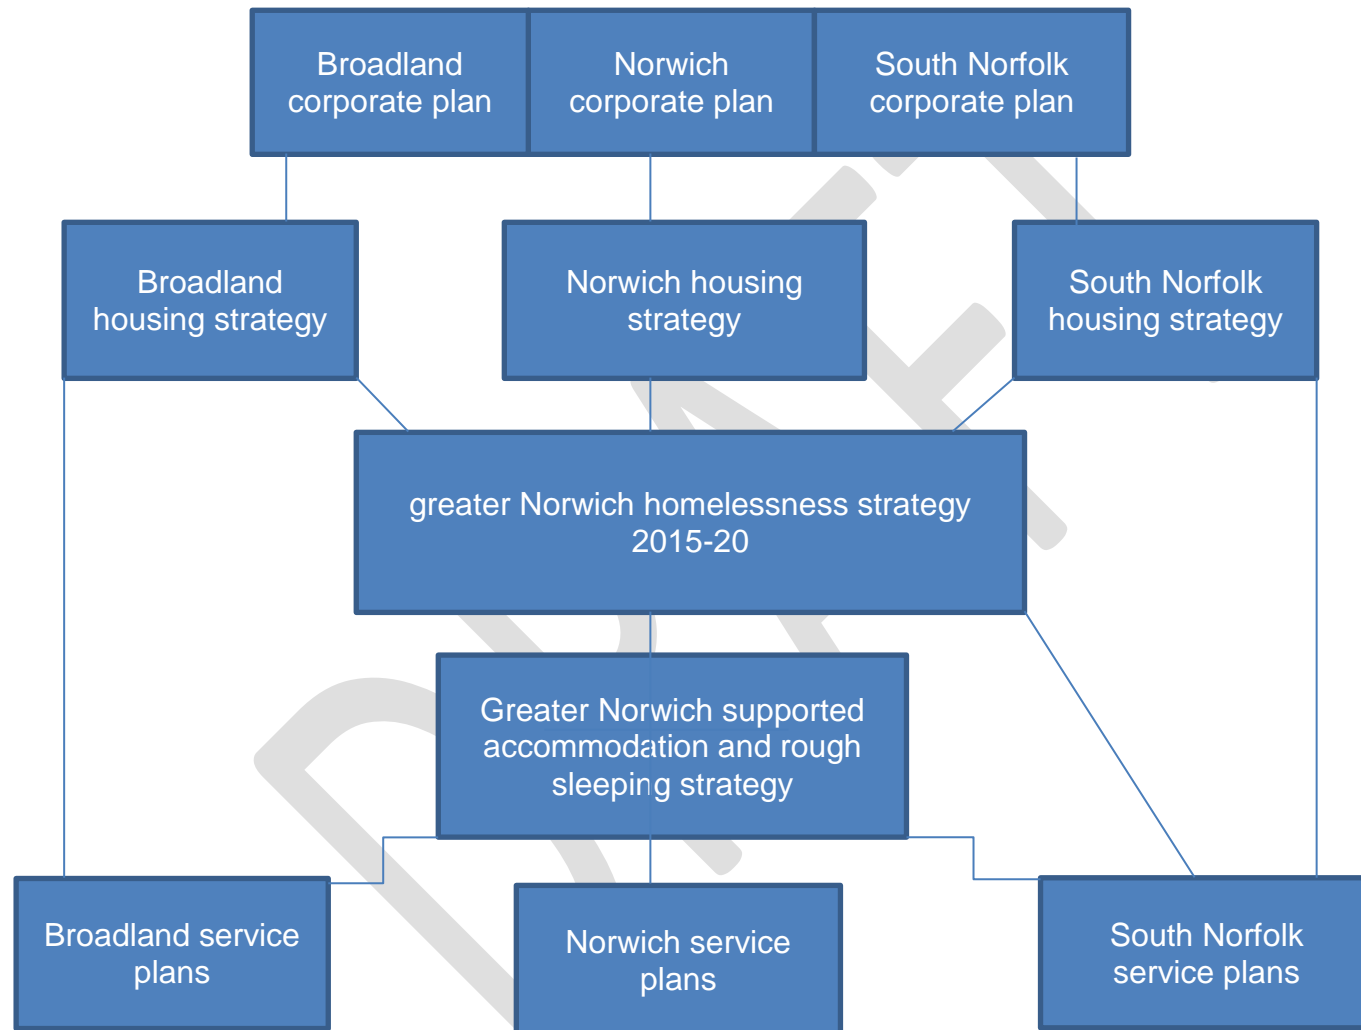 Broadland
corporate plan
Norwich
corporate plan
South Norfolk
corporate plan
Broadland
housing strategy
Norwich housing
strategy
South Norfolk
housing strategy
greater Norwich homelessness strategy
2015-20
Greater Norwich supported
accommodation and rough
sleeping strategy
Broadland service
plans
Norwich service
plans
South Norfolk
service plans
DRAFT